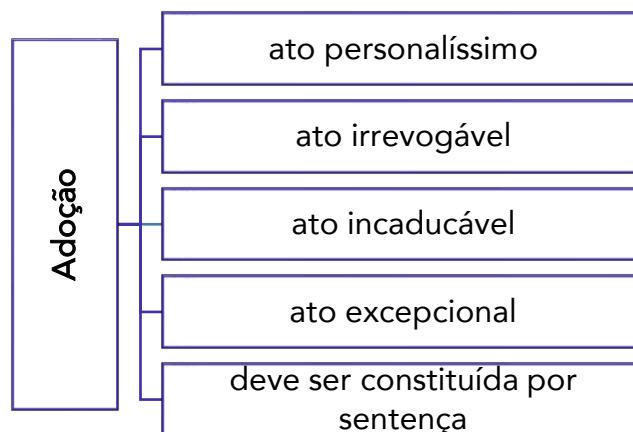 Adoção
ato personalíssimo
ato irrevogável
ato incaducável
ato excepcional
deve ser constituída por
sentença